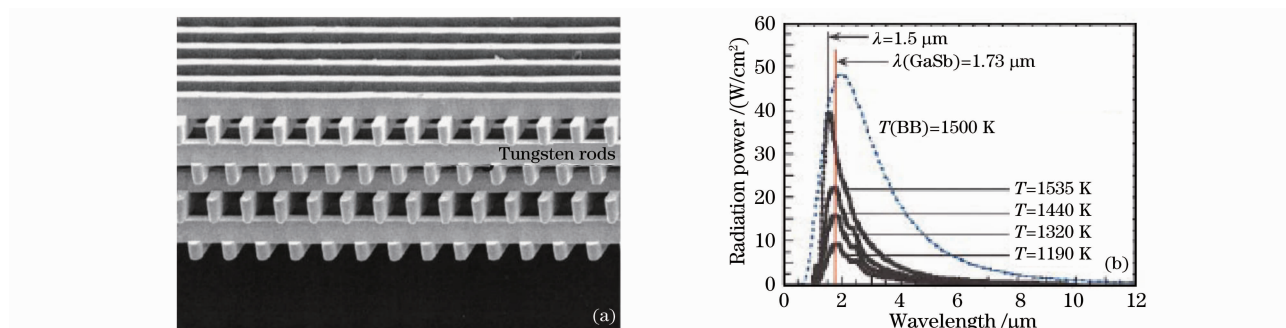 Tungsten rods
(a)
Radiation power /(W/cm²)
60
50
40
30
20
10
0
λ=1.5 μm
λ(GaSb)=1.73 μm
T(BB)=1500 K
T=1535 K
T=1440 K
T=1320 K
T=1190 K
(b)
0 2 4 6 8 10 12
Wavelength /μm